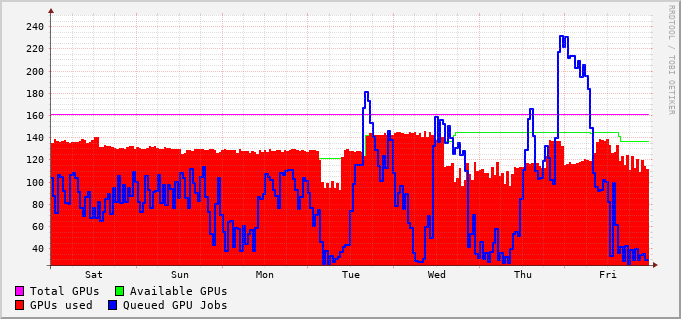 240
220
200
180
160
140
120
100
80
60
40
Sat Sun Mon Tue Wed Thu Fri
Total GPUs Available GPUs
GPUs used Queued GPU Jobs
RRDTOOL / TOBI OETIKER